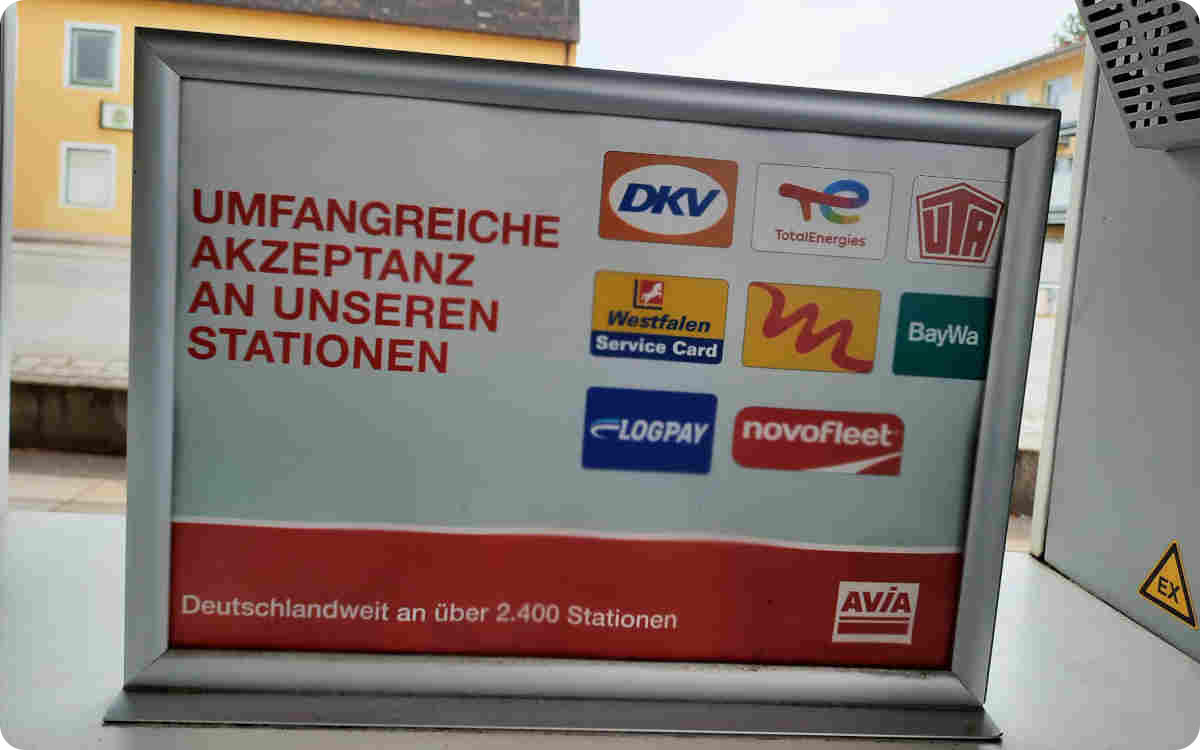 UMFANGREICHE
AKZEPTANZ
AN UNSEREN
STATIONEN
DKV
TotalEnergies
UTA
Westfalen
Service Card
m
BayWa
LOGPAY
novofleet
Deutschlandweit an über 2.400 Stationen
AVIA
EX